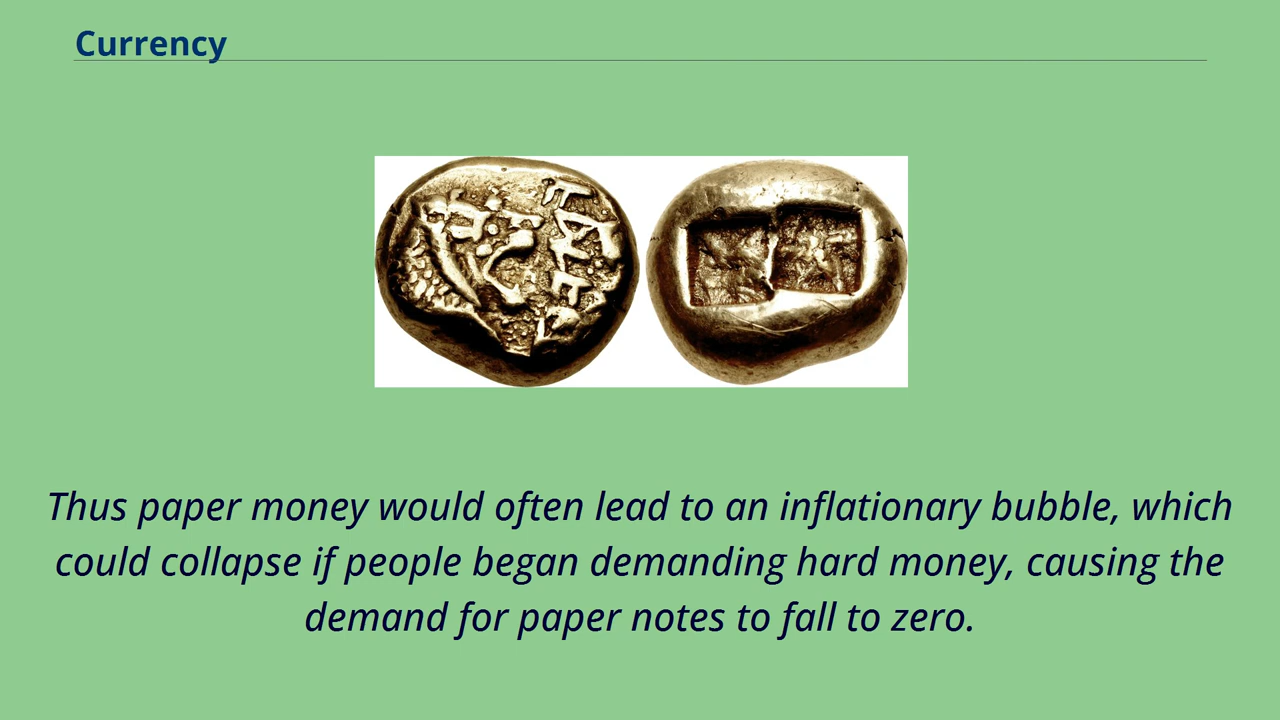 Currency
Thus paper money would often lead to an inflationary bubble, which
could collapse if people began demanding hard money, causing the
demand for paper notes to fall to zero.